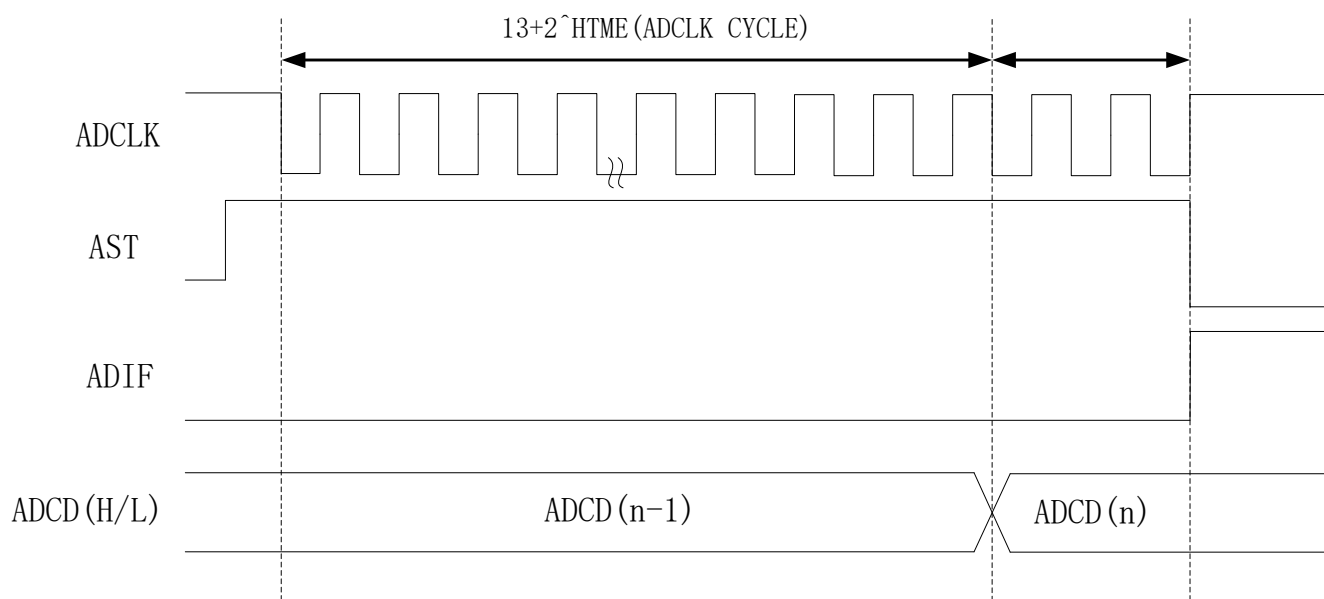 13+2^HTME(ADCLK CYCLE)
ADCLK
AST
ADIF
ADCD(H/L)
ADCD(n-1)
ADCD(n)